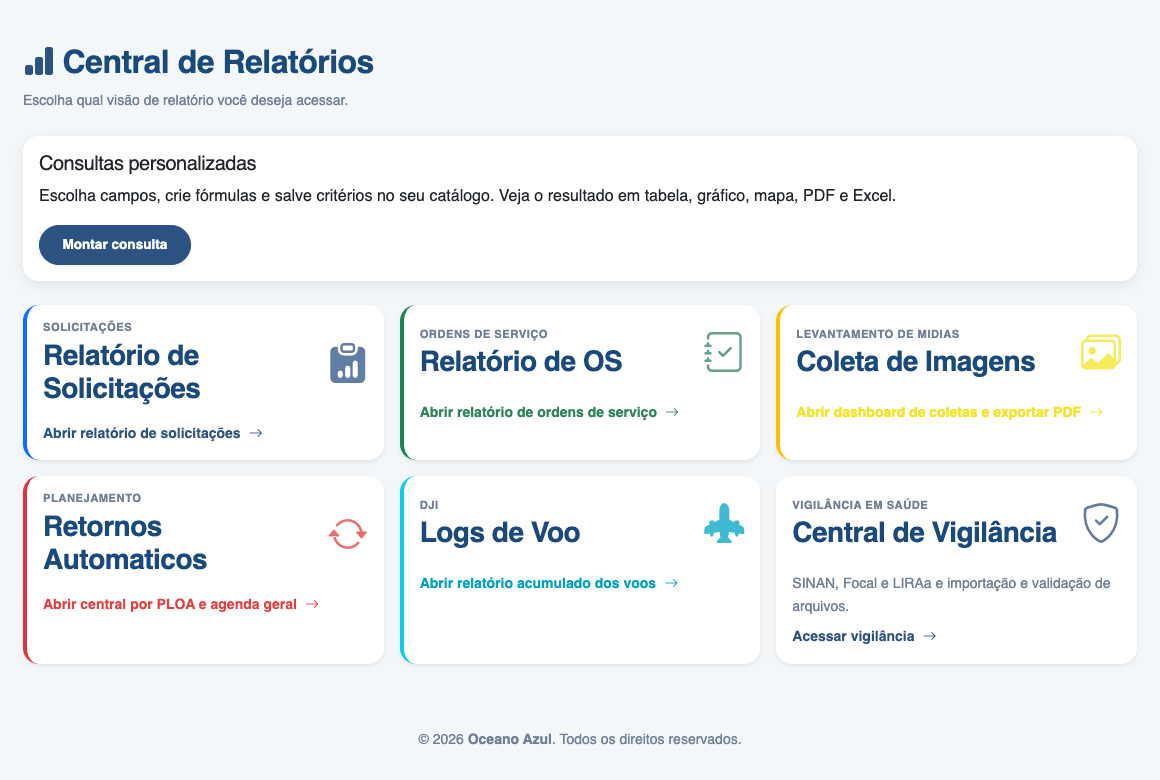 Central de Relatórios
Escolha qual visão de relatório você deseja acessar.
Consultas personalizadas
Escolha campos, crie fórmulas e salve critérios no seu catálogo. Veja o resultado em tabela, gráfico, mapa, PDF e Excel.
Montar consulta
SOLICITAÇÕES
Relatório de
Solicitações
Abrir relatório de solicitações →
ORDENS DE SERVIÇO
Relatório de OS
Abrir relatório de ordens de serviço →
LEVANTAMENTO DE MIDIAS
Coleta de Imagens
Abrir dashboard de coletas e exportar PDF →
PLANEJAMENTO
Retornos
Automaticos
Abrir central por PLOA e agenda geral →
DJI
Logs de Voo
Abrir relatório acumulado dos voos →
VIGILÂNCIA EM SAÚDE
Central de Vigilância
SINAN, Focal e LIRAa e importação e validação de
arquivos.
Acessar vigilância →
© 2026 Oceano Azul. Todos os direitos reservados.